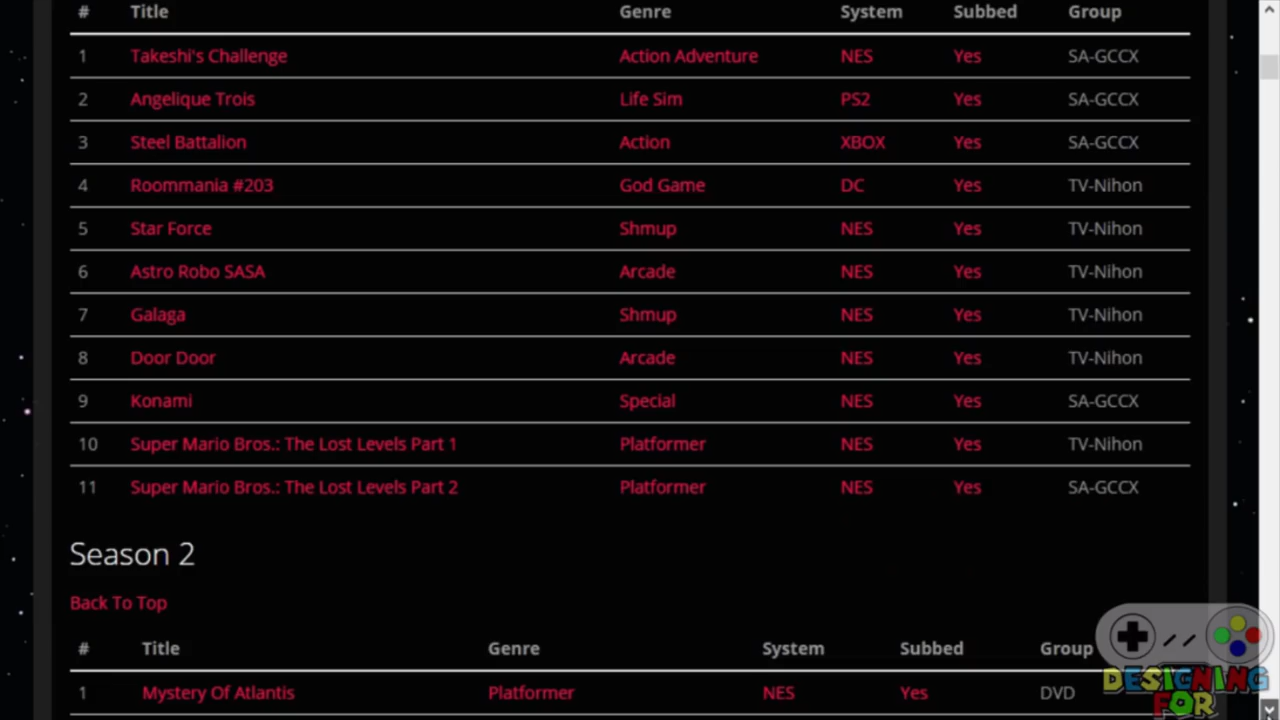 # Title Genre System Subbed Group
1 Takeshi's Challenge Action Adventure NES Yes SA-GCCX
2 Angelique Trois Life Sim PS2 Yes SA-GCCX
3 Steel Battalion Action XBOX Yes SA-GCCX
4 Roommania #203 God Game DC Yes TV-Nihon
5 Star Force Shmup NES Yes TV-Nihon
6 Astro Robo SASA Arcade NES Yes TV-Nihon
7 Galaga Shmup NES Yes TV-Nihon
8 Door Door Arcade NES Yes TV-Nihon
9 Konami Special NES Yes SA-GCCX
10 Super Mario Bros.: The Lost Levels Part 1 Platformer NES Yes TV-Nihon
11 Super Mario Bros.: The Lost Levels Part 2 Platformer NES Yes SA-GCCX
Season 2
Back To Top
# Title Genre System Subbed Group
1 Mystery Of Atlantis Platformer NES Yes DVD
DESIGNING
FOR